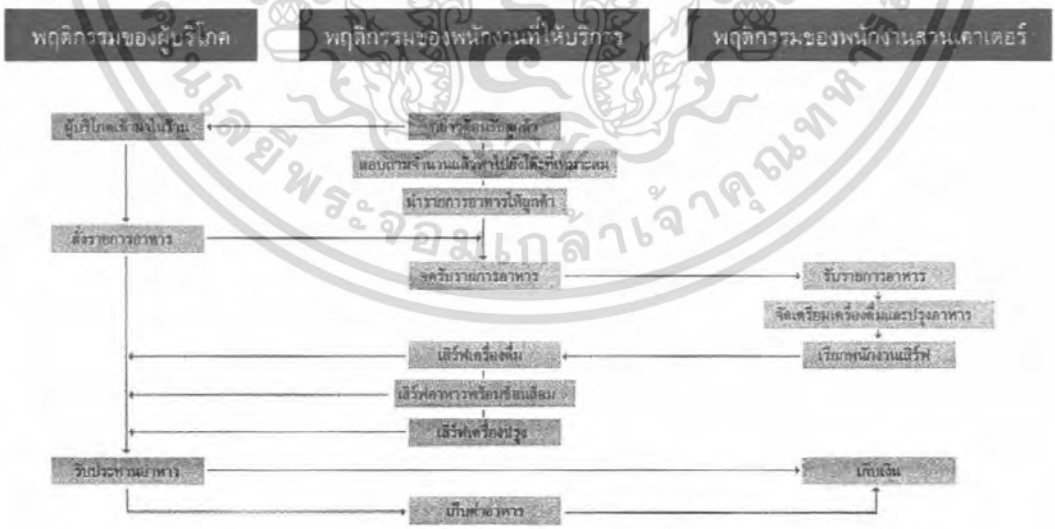 พฤติกรรมของผู้บริโภค
พฤติกรรมของพนักงานที่ให้บริการ
พฤติกรรมของพนักงานส่วนเคาเตอร์
ผู้บริโภคเข้ามาในร้าน
สอบถามจำนวนแล้วพาไปยังโต๊ะที่เหมาะสม
นำรายการอาหารให้ลูกค้า
สั่งรายการอาหาร
จดรับรายการอาหาร
รับรายการอาหาร
จัดเตรียมเครื่องดื่มและปรุงอาหาร
เสิร์ฟเครื่องดื่ม
เรียกพนักงานเสิร์ฟ
เสิร์ฟอาหารพร้อมช้อนส้อม
เสิร์ฟเครื่องปรุง
รับประทานอาหาร
เก็บเงิน
เก็บค่าอาหาร
พระจอมเกล้าเจ้าคุณทหาร